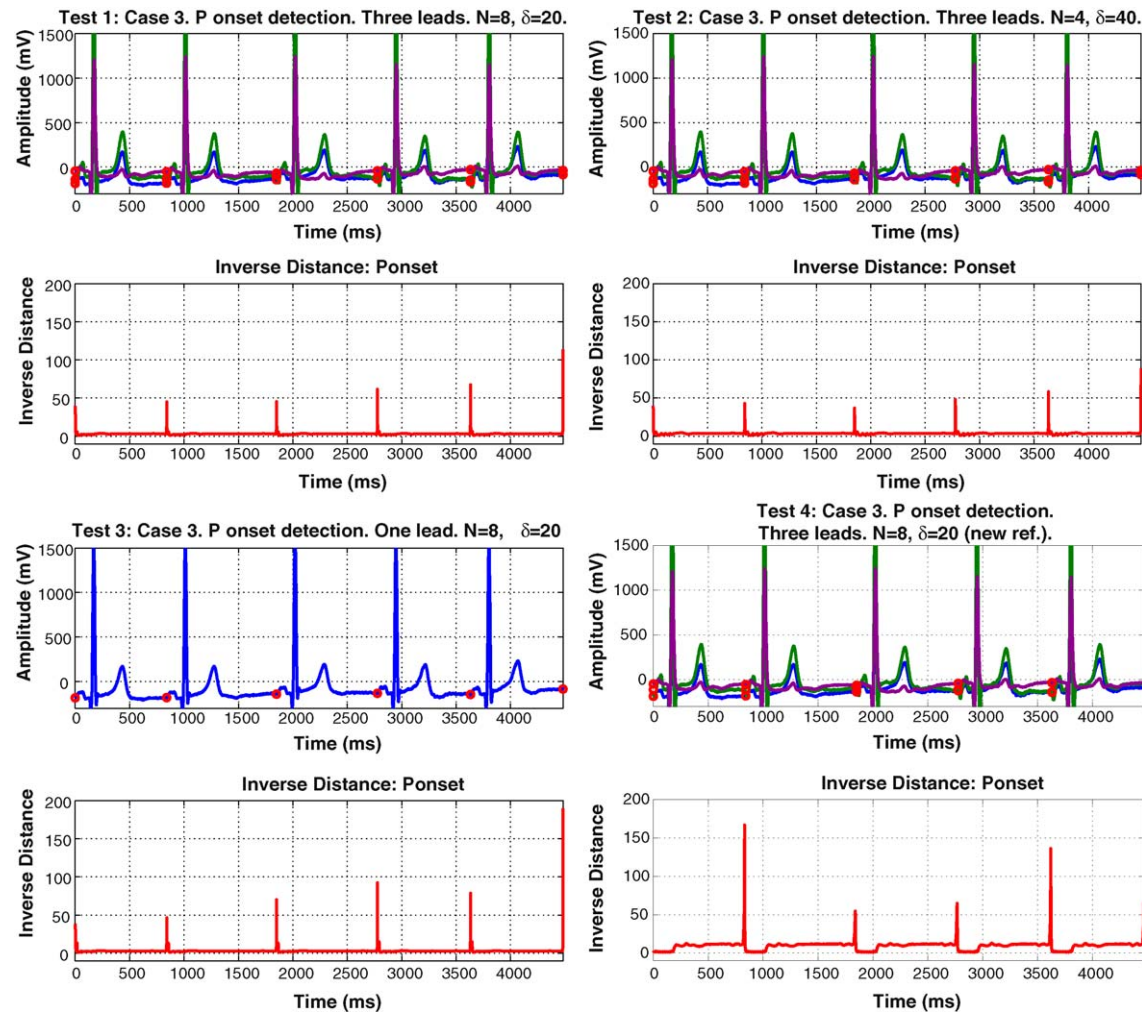 Test 1: Case 3. P onset detection. Three leads. N=8, δ=20.
Amplitude (mV)
1500
1000
500
0
0 500 1000 1500 2000 2500 3000 3500 4000
Time (ms)
Test 2: Case 3. P onset detection. Three leads. N=4, δ=40.
Amplitude (mV)
1500
1000
500
0
0 500 1000 1500 2000 2500 3000 3500 4000
Time (ms)
Inverse Distance: Ponset
Inverse Distance
200
150
100
50
0
0 500 1000 1500 2000 2500 3000 3500 4000
Time (ms)
Inverse Distance: Ponset
Inverse Distance
200
150
100
50
0
0 500 1000 1500 2000 2500 3000 3500 4000
Time (ms)
Test 3: Case 3. P onset detection. One lead. N=8, δ=20
Amplitude (mV)
1500
1000
500
0
0 500 1000 1500 2000 2500 3000 3500 4000
Time (ms)
Test 4: Case 3. P onset detection.
Three leads. N=8, δ=20 (new ref.).
Amplitude (mV)
1500
1000
500
0
0 500 1000 1500 2000 2500 3000 3500 4000
Time (ms)
Inverse Distance: Ponset
Inverse Distance
200
150
100
50
0
0 500 1000 1500 2000 2500 3000 3500 4000
Time (ms)
Inverse Distance: Ponset
Inverse Distance
200
150
100
50
0
0 500 1000 1500 2000 2500 3000 3500 4000
Time (ms)